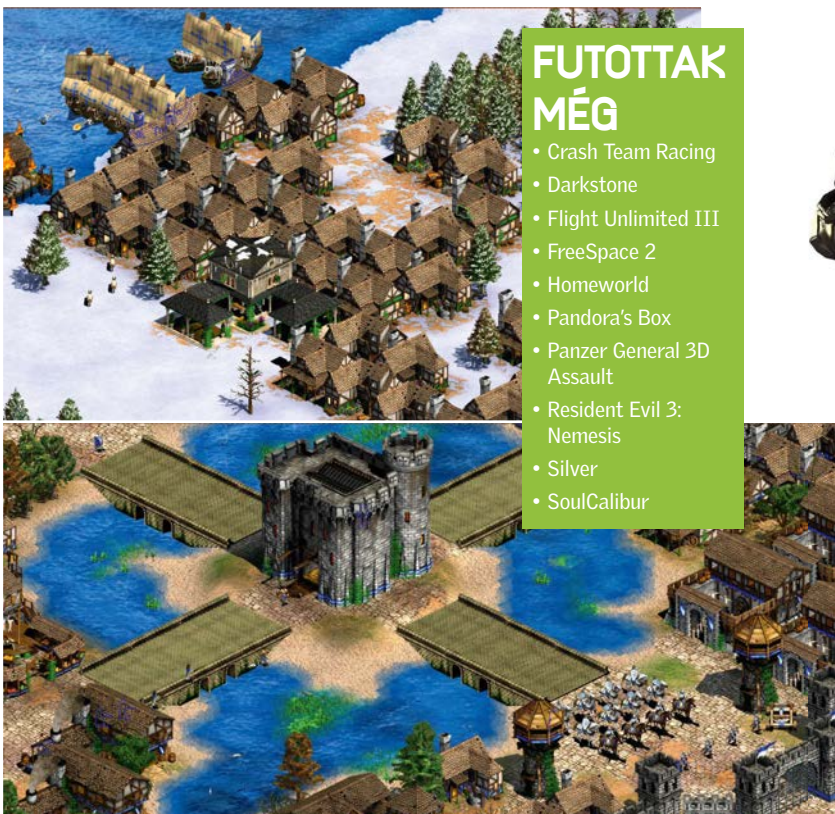 FUTOTTAK
MÉG
• Crash Team Racing
• Darkstone
• Flight Unlimited III
• FreeSpace 2
• Homeworld
• Pandora's Box
• Panzer General 3D
Assault
• Resident Evil 3:
Nemesis
• Silver
• SoulCalibur